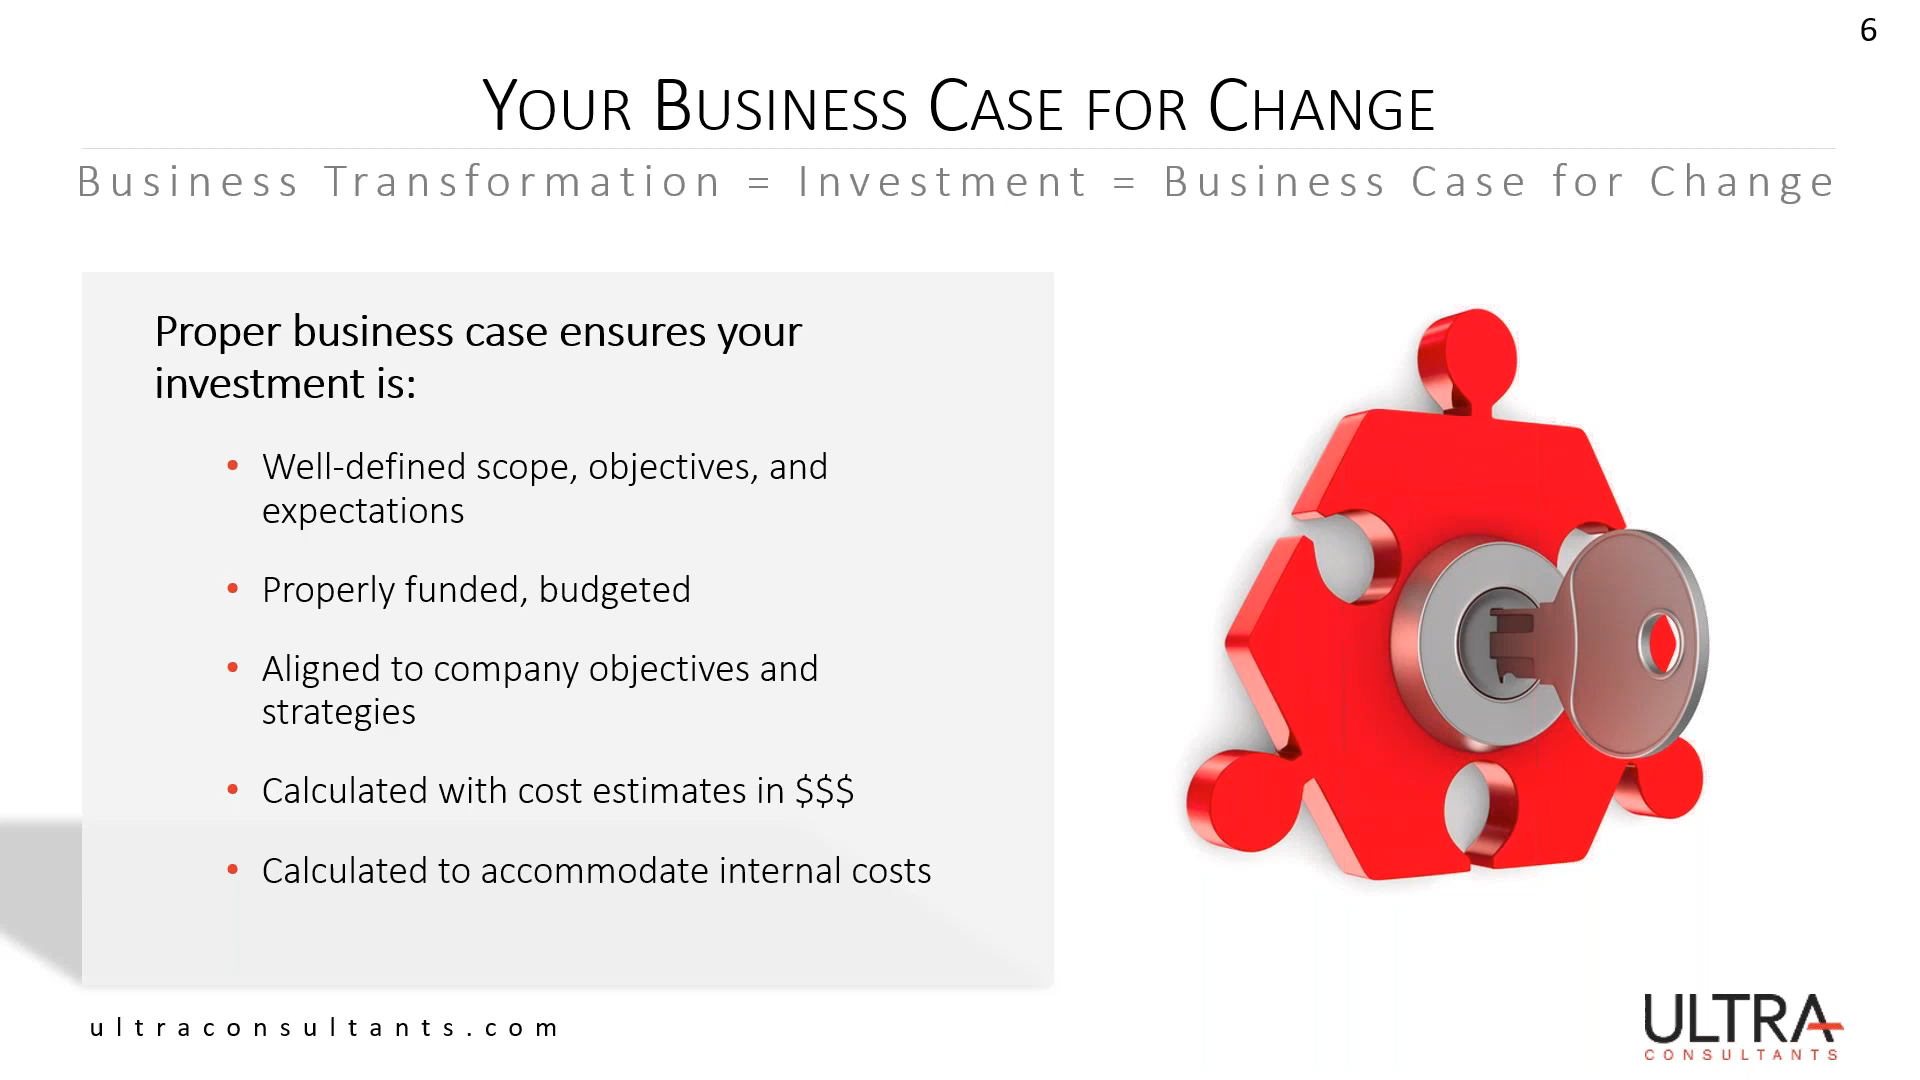 6
Your Business Case for Change
Business Transformation = Investment = Business Case for Change
Proper business case ensures your
investment is:
• Well-defined scope, objectives, and
expectations
• Properly funded, budgeted
• Aligned to company objectives and
strategies
• Calculated with cost estimates in $$$
• Calculated to accommodate internal costs
ultraconsultants.com
ULTRA
CONSULTANTS